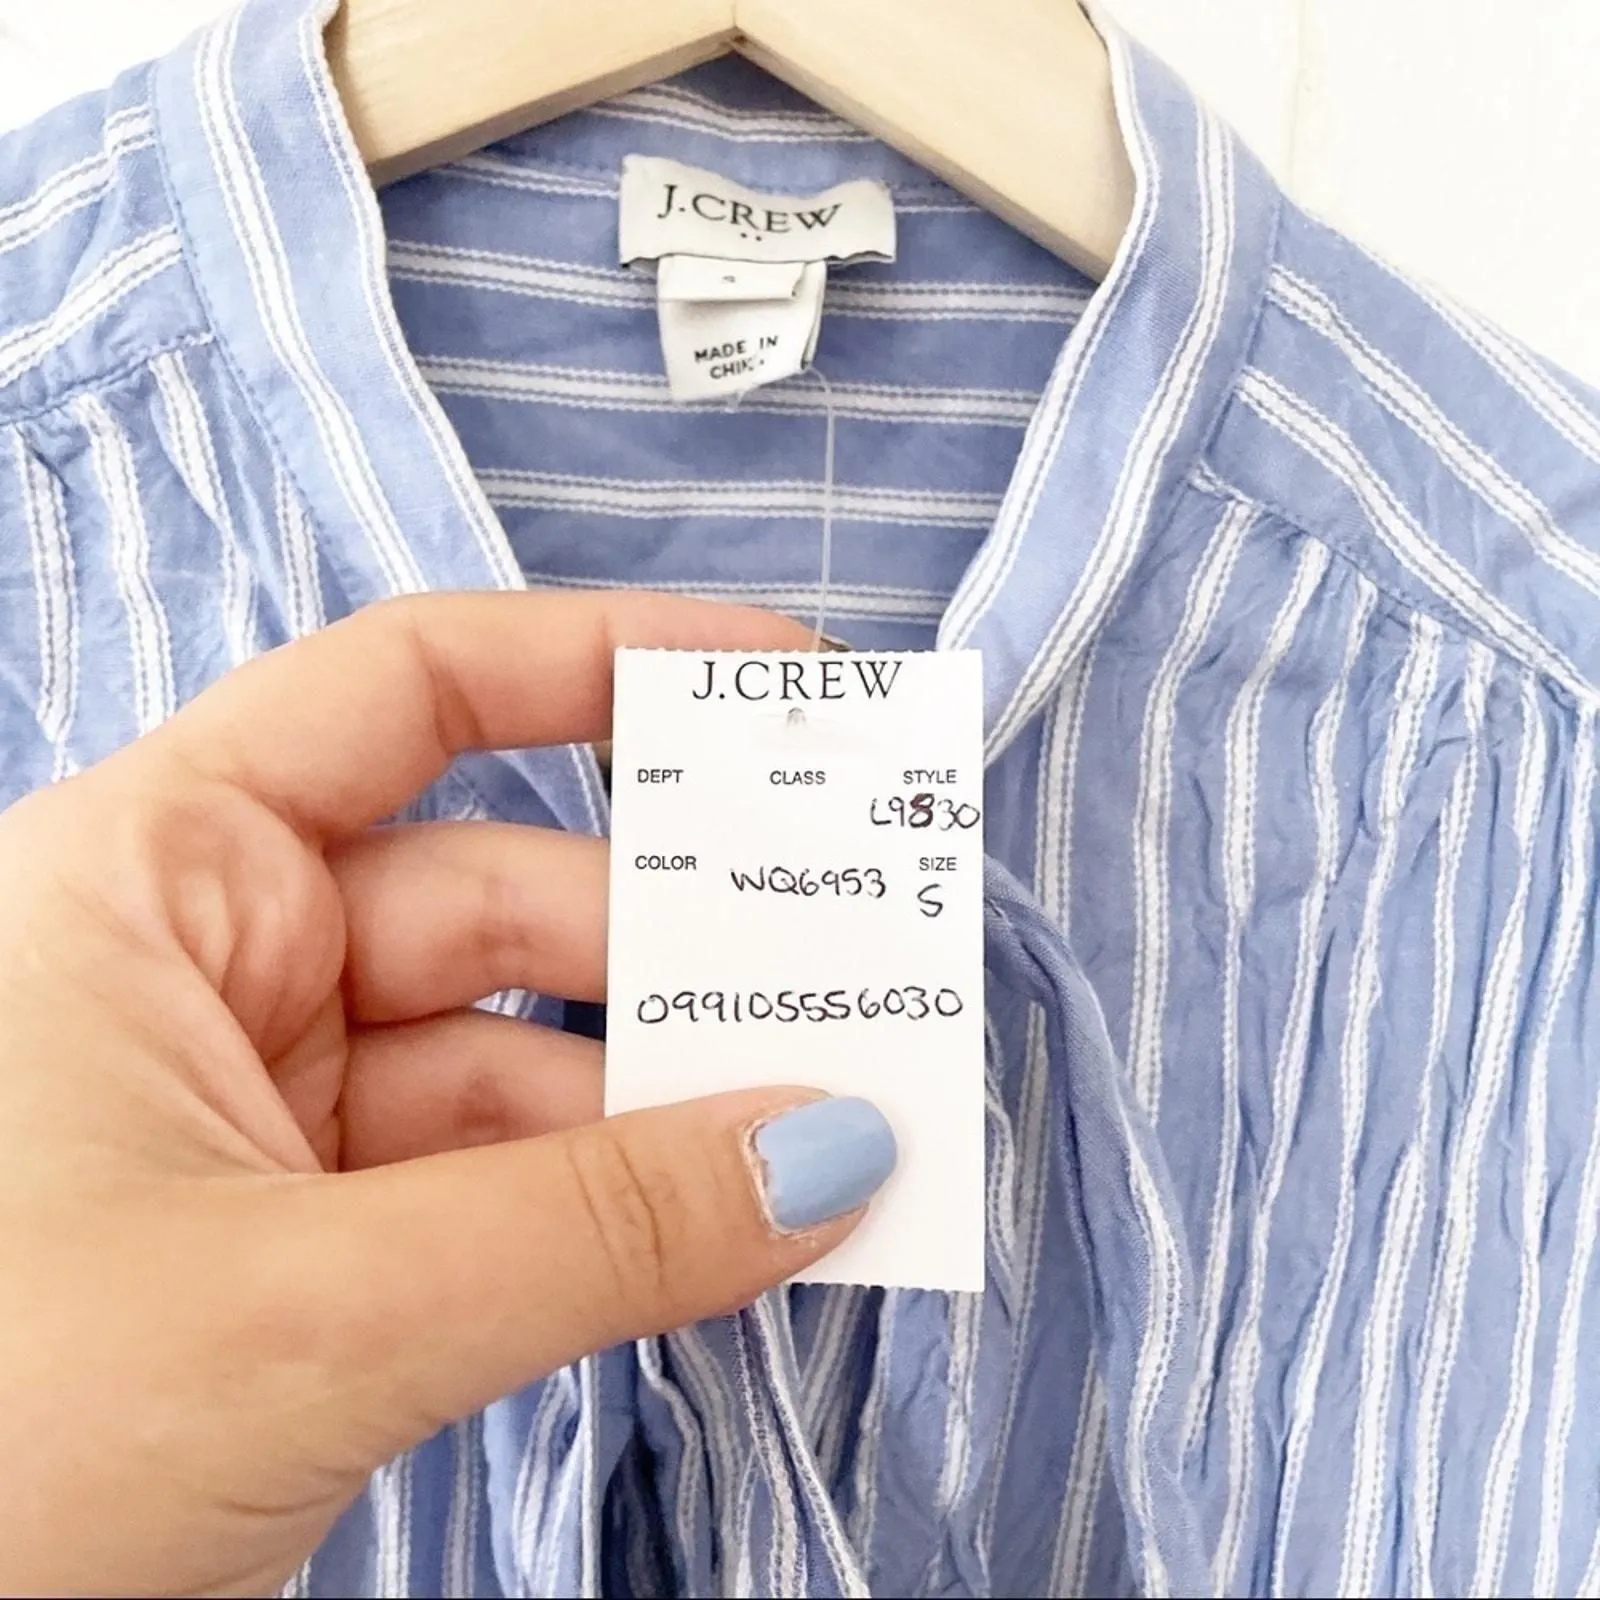 J.CREW
S
MADE IN
CHINA
J.CREW
DEPT CLASS STYLE
L9830
COLOR WQ6953 SIZE
S
099105556030